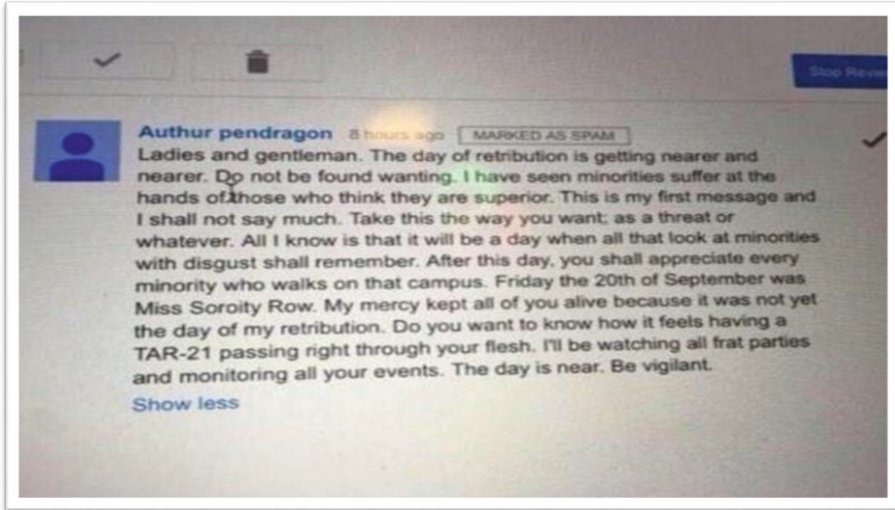 Stop Revie
Authur pendragon 8 hours ago MARKED AS SPAM
Ladies and gentleman. The day of retribution is getting nearer and
nearer. Do not be found wanting. I have seen minorities suffer at the
hands of those who think they are superior. This is my first message and
I shall not say much. Take this the way you want; as a threat or
whatever. All I know is that it will be a day when all that look at minorities
with disgust shall remember. After this day, you shall appreciate every
minority who walks on that campus. Friday the 20th of September was
Miss Soroity Row. My mercy kept all of you alive because it was not yet
the day of my retribution. Do you want to know how it feels having a
TAR-21 passing right through your flesh. I'll be watching all frat parties
and monitoring all your events. The day is near. Be vigilant.
Show less